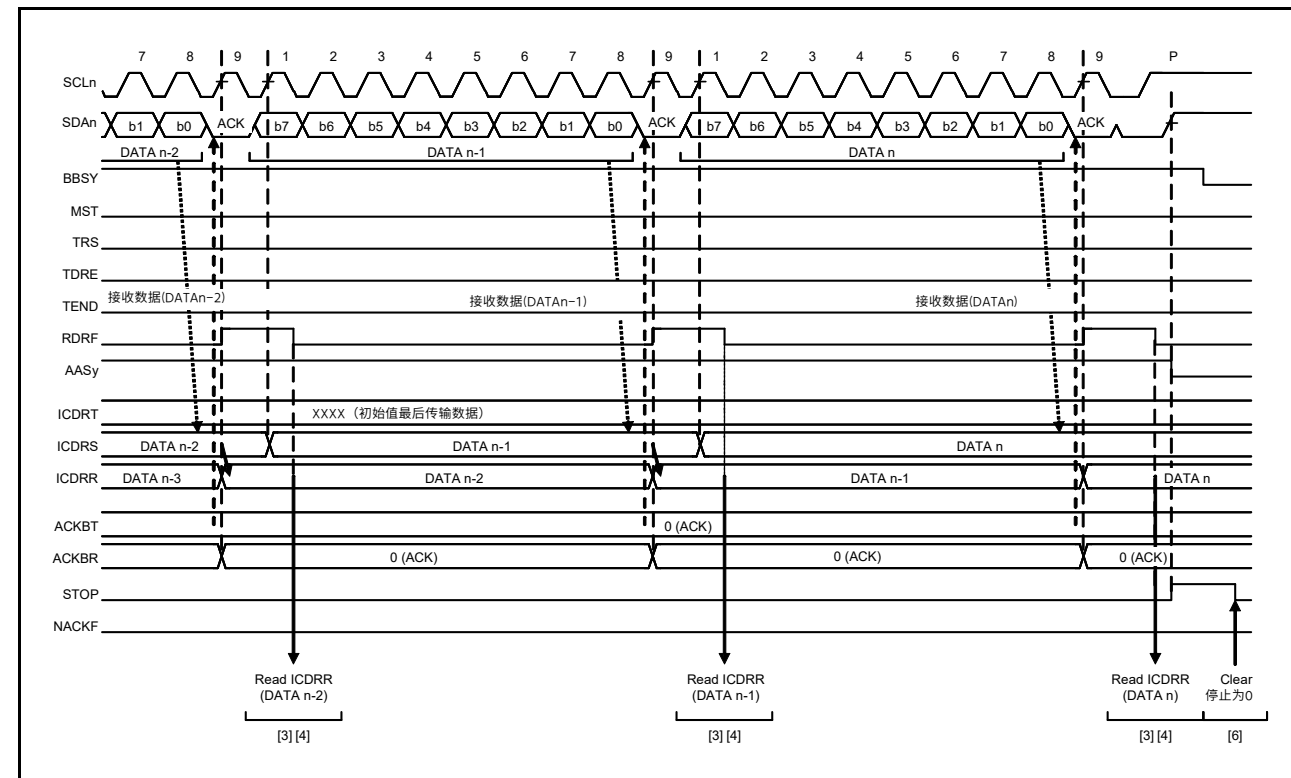 7 8 9 1 2 3 4 5 6 7 8 9 1 2 3 4 5 6 7 8 9 P
SCLn
SDAn b1 b0 ACK b7 b6 b5 b4 b3 b2 b1 b0 ACK b7 b6 b5 b4 b3 b2 b1 b0 ACK
DATA n-2 DATA n-1 DATA n
BBSY
MST
TRS
TDRE
接收数据(DATAn-2) 接收数据(DATAn-1) 接收数据(DATAn)
TEND
RDRF
AASy
ICDRT XXXX（初始值最后传输数据）
ICDRS DATA n-2 DATA n-1 DATA n
ICDRR DATA n-3 DATA n-2 DATA n-1 DATA n
ACKBT 0 (ACK)
ACKBR 0 (ACK) 0 (ACK) 0 (ACK)
STOP
NACKF
Read ICDRR Read ICDRR Read ICDRR Clear
(DATA n-2) (DATA n-1) (DATA n) 停止为0
[3] [4] [3] [4] [3] [4] [6]